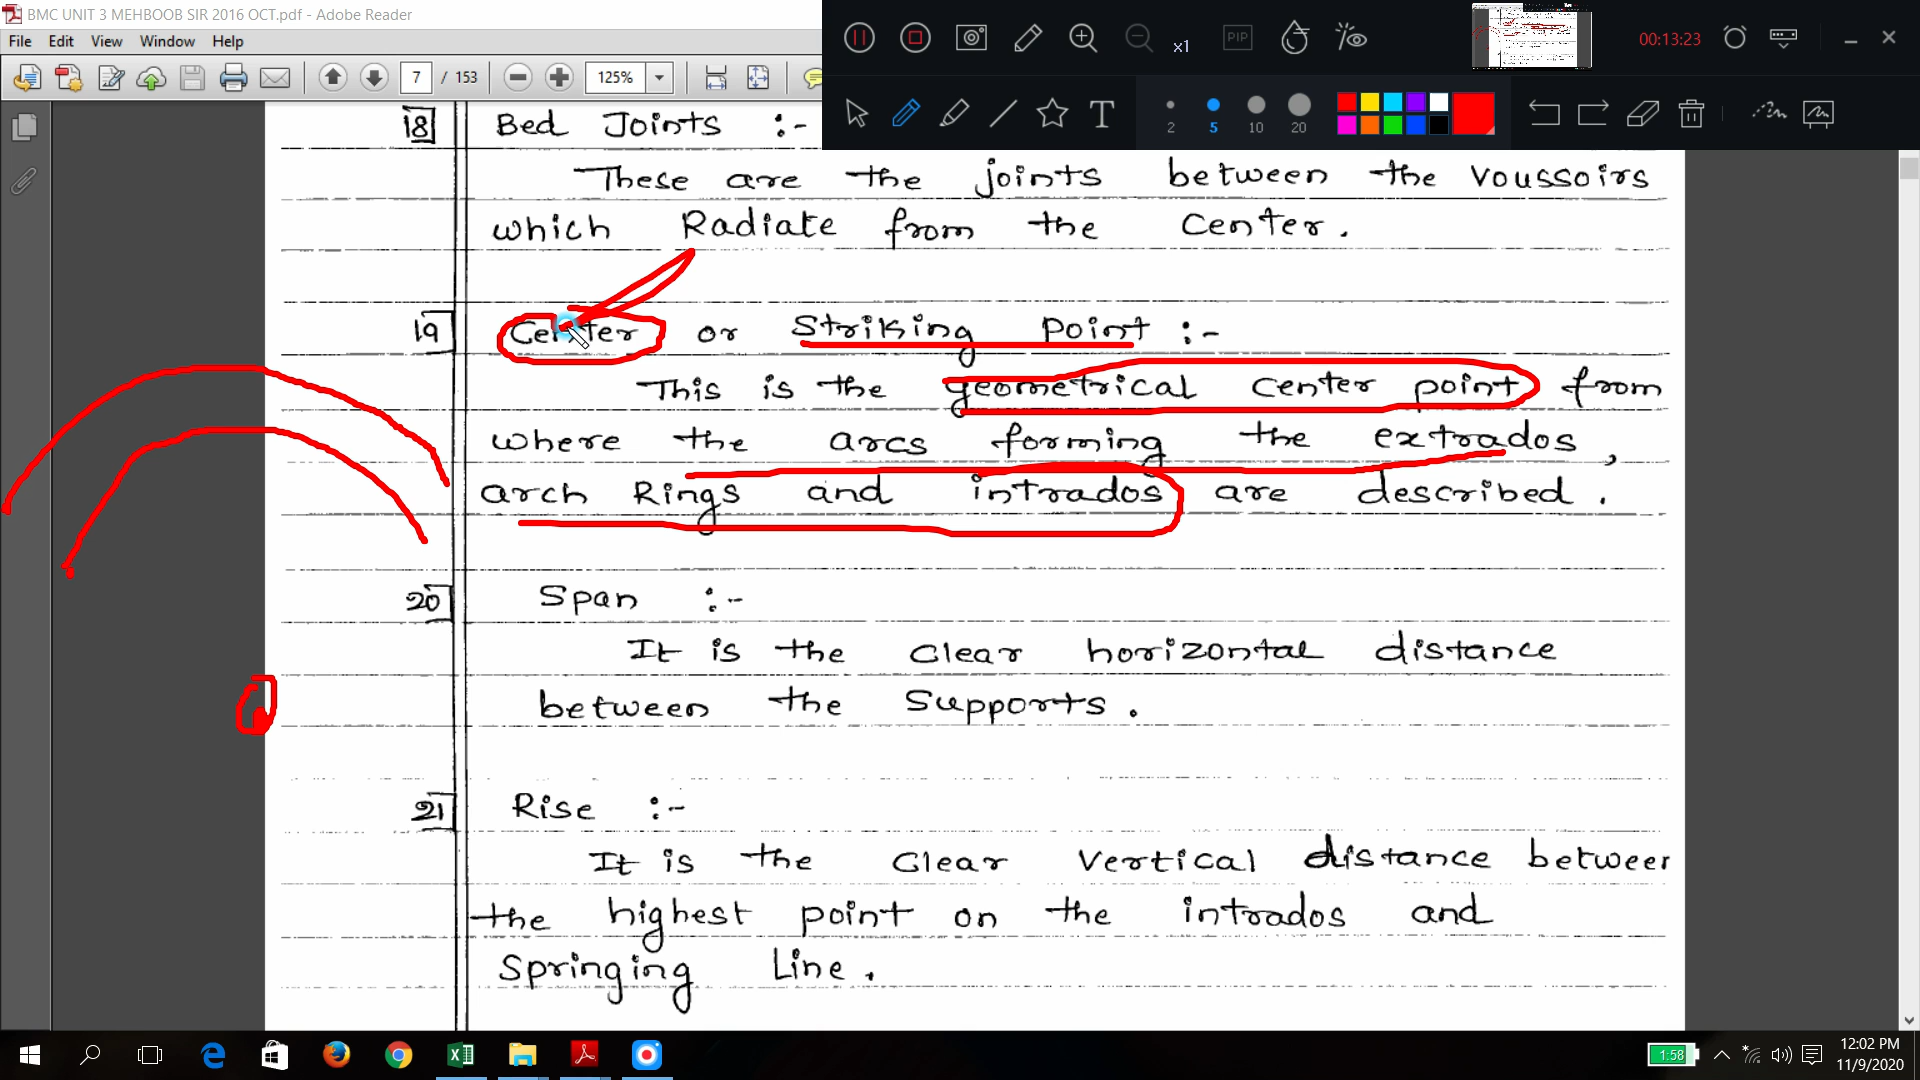 BMC UNIT 3 MEHBOOB SIR 2016 OCT.pdf - Adobe Reader
File Edit View Window Help
7 / 153 125%
x1 PIP 00:13:23
2 5 10 20
18 Bed Joints :-
These are the joints between the voussoirs
which Radiate from the Center.
19 Center or Striking Point :-
This is the geometrical center point from
where the arcs forming the extrados,
arch Rings and intrados are described.
20 Span :-
It is the clear horizontal distance
between the Supports.
21 Rise :-
It is the clear vertical distance between
the highest point on the intrados and
Springing Line.
1:58 12:02 PM
11/9/2020